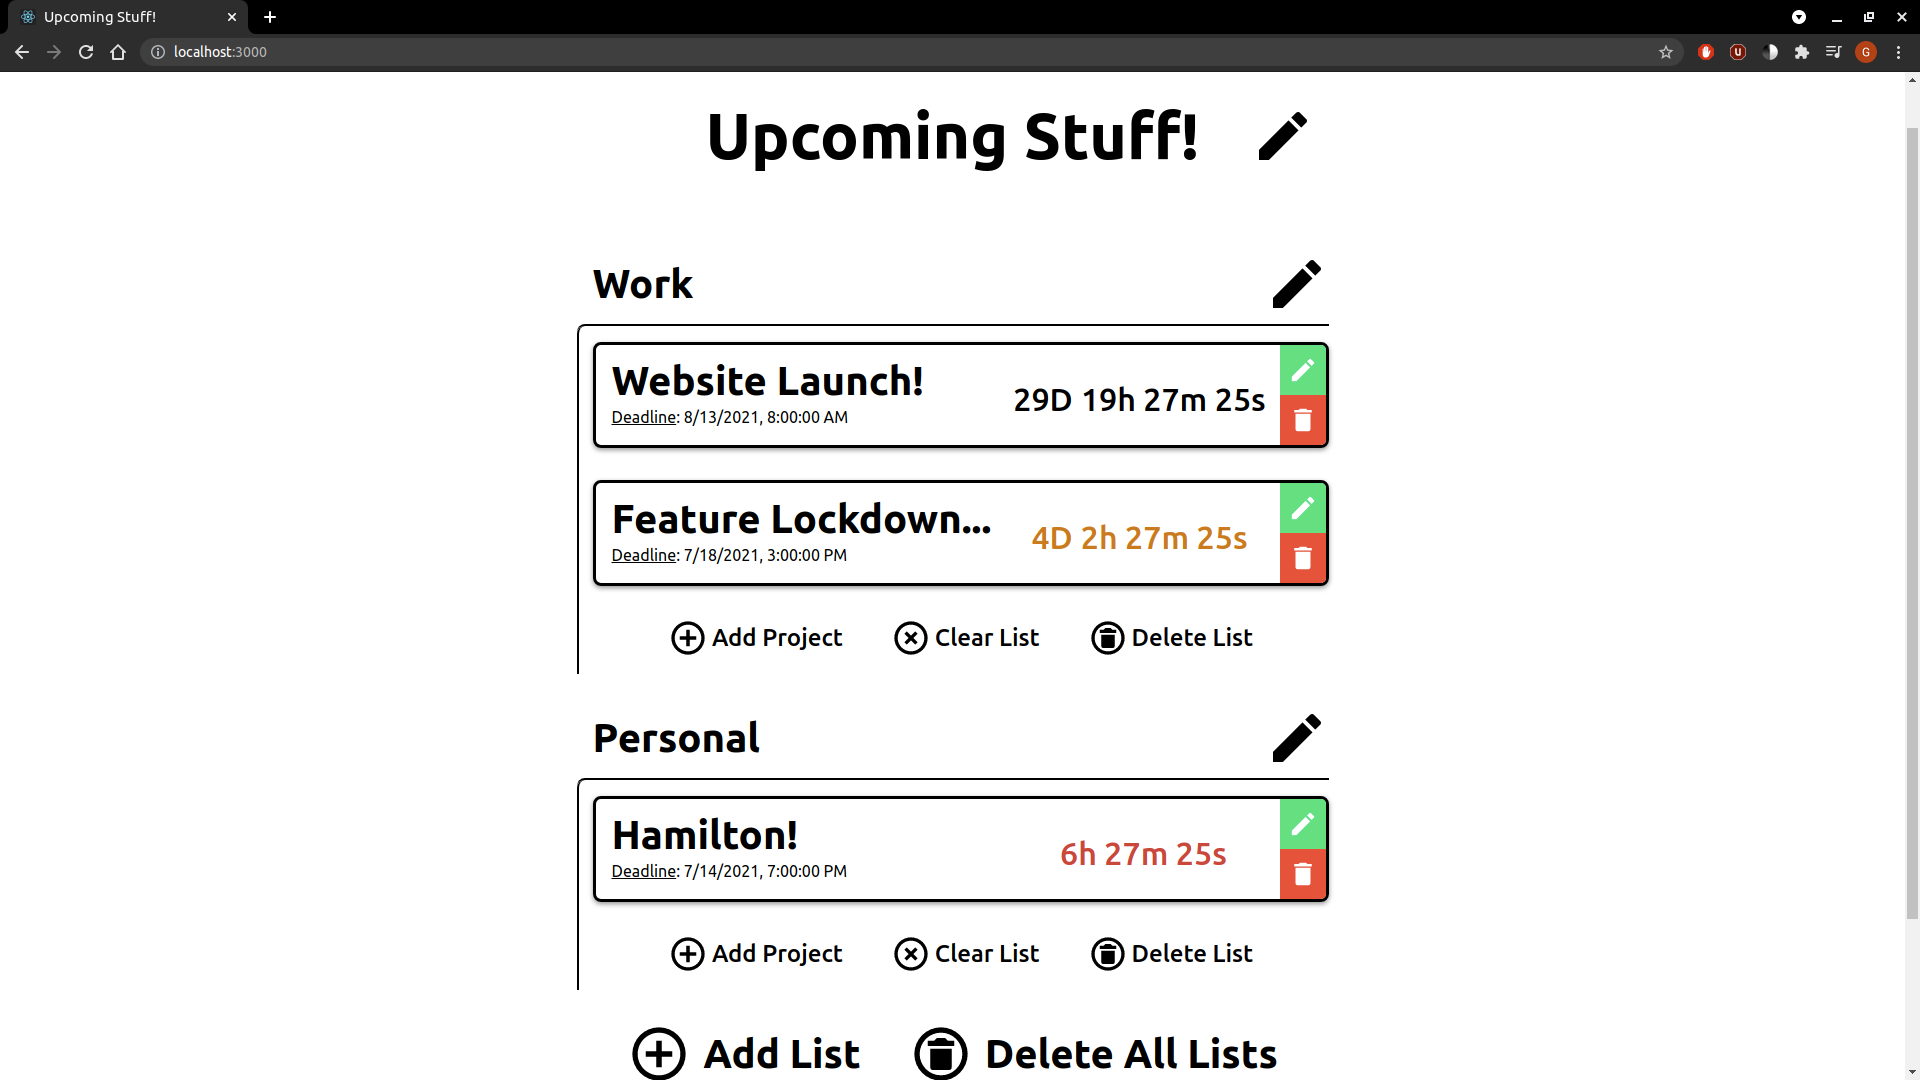 Upcoming Stuff!
localhost:3000
G
Upcoming Stuff!
Work
Website Launch!
Deadline: 8/13/2021, 8:00:00 AM
29D 19h 27m 25s
Feature Lockdown...
Deadline: 7/18/2021, 3:00:00 PM
4D 2h 27m 25s
Add Project
Clear List
Delete List
Personal
Hamilton!
Deadline: 7/14/2021, 7:00:00 PM
6h 27m 25s
Add Project
Clear List
Delete List
Add List
Delete All Lists